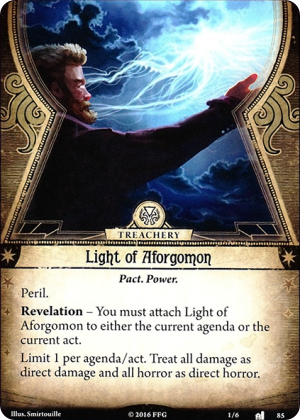 TREACHERY
Light of Aforgomon
Pact. Power.
Peril.
Revelation – You must attach Light of
Aforgomon to either the current agenda or the
current act.
Limit 1 per agenda/act. Treat all damage as
direct damage and all horror as direct horror.
Illus. Smirtouille
© 2016 FFG
1/6
85